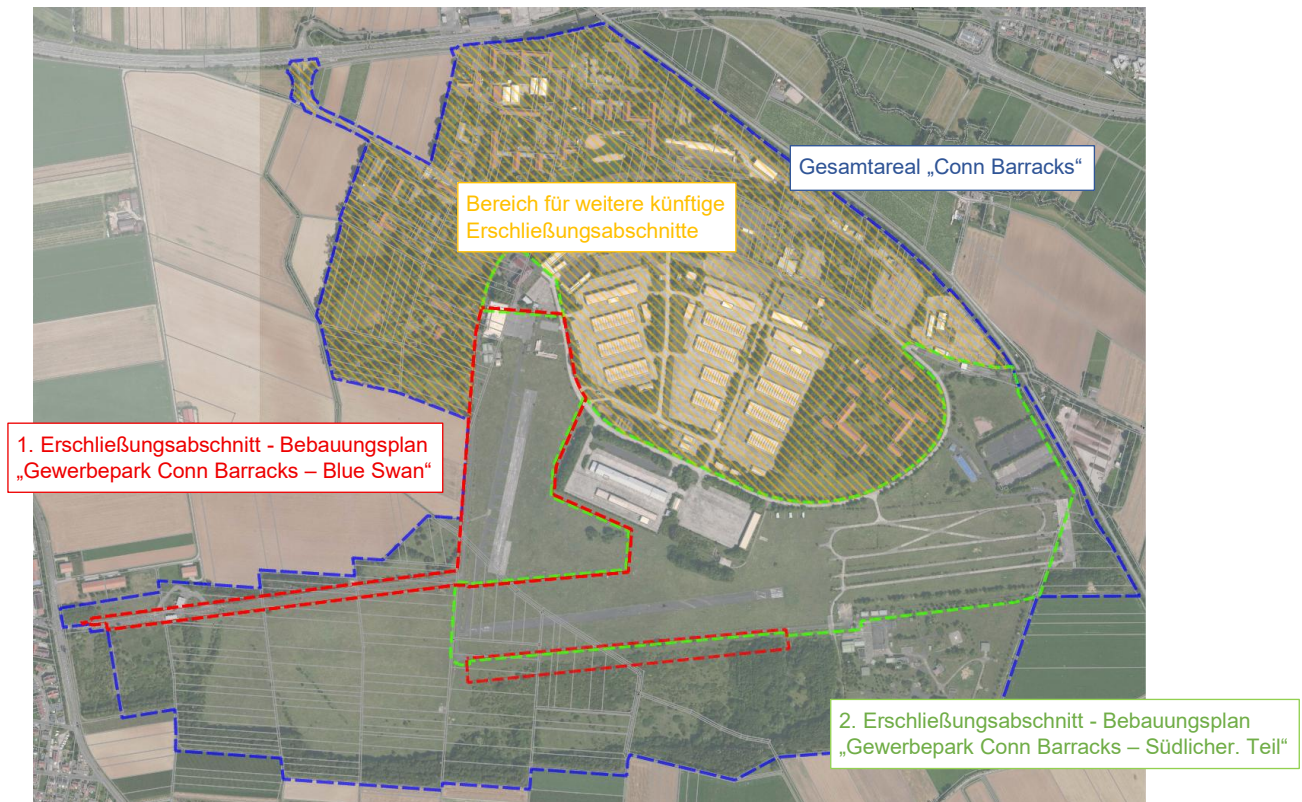 Gesamtareal „Conn Barracks“
Bereich für weitere künftige
Erschließungsabschnitte
1. Erschließungsabschnitt - Bebauungsplan
„Gewerbepark Conn Barracks – Blue Swan“
2. Erschließungsabschnitt - Bebauungsplan
„Gewerbepark Conn Barracks – Südlicher. Teil“